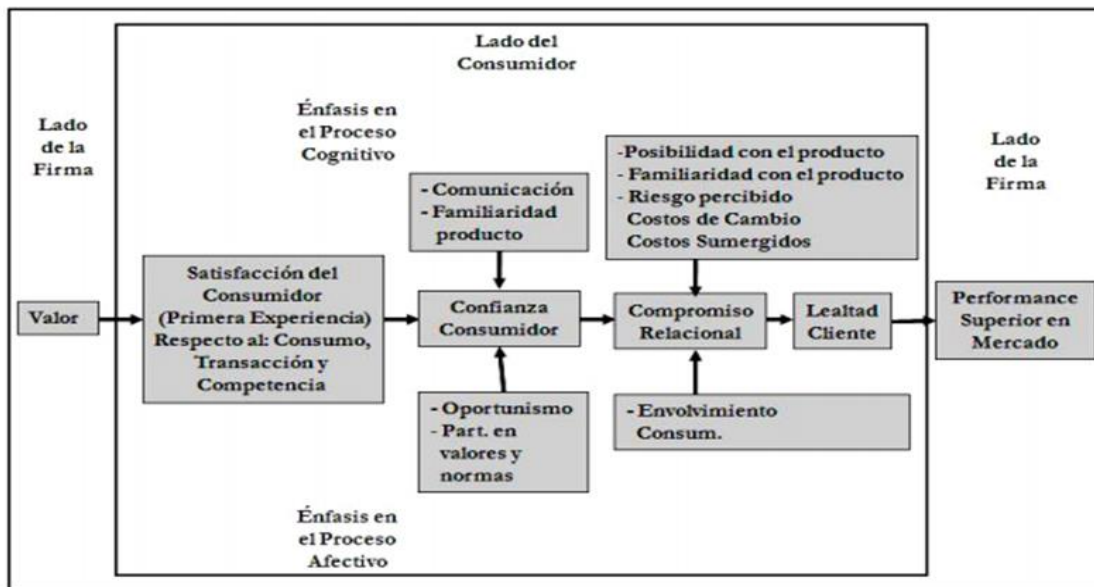 Lado del
Consumidor
Énfasis en
el Proceso
Cognitivo
Lado
de la
Firma
Lado
de la
Firma
- Comunicación
- Familiaridad
producto
-Posibilidad con el producto
- Familiaridad con el producto
- Riesgo percibido
Costos de Cambio
Costos Sumergidos
Valor
Satisfacción del
Consumidor
(Primera Experiencia)
Respecto al: Consumo,
Transacción y
Competencia
Confianza
Consumidor
Compromiso
Relacional
Lealtad
Cliente
Performance
Superior en
Mercado
- Oportunismo
- Part. en
valores y
normas
- Envolvimiento
Consum.
Énfasis en
el Proceso
Afectivo